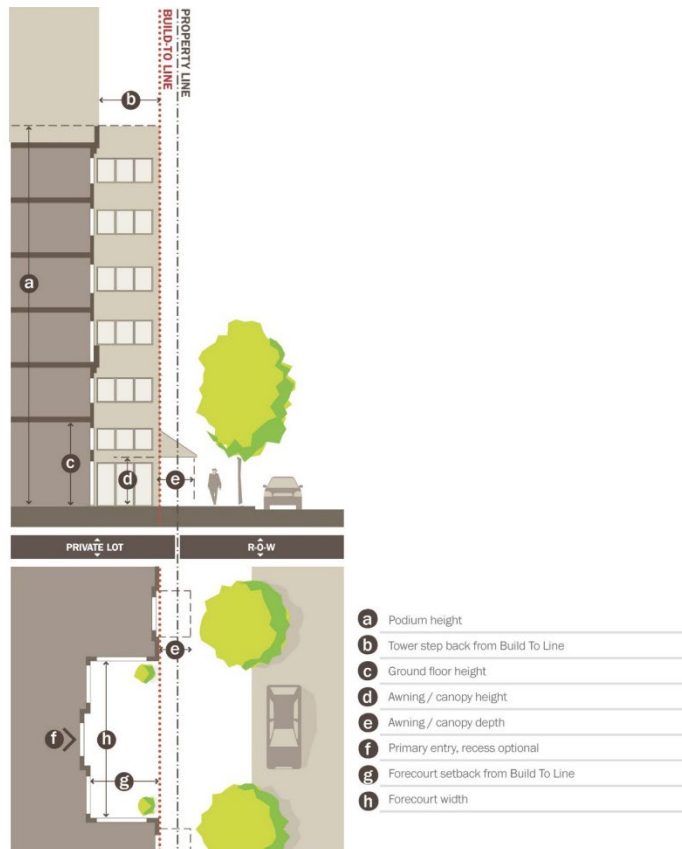 BUILD-TO LINE
PROPERTY LINE
b
a
c
d
e
PRIVATE LOT
R-O-W
e
f
h
g
a Podium height
b Tower step back from Build To Line
c Ground floor height
d Awning / canopy height
e Awning / canopy depth
f Primary entry, recess optional
g Forecourt setback from Build To Line
h Forecourt width